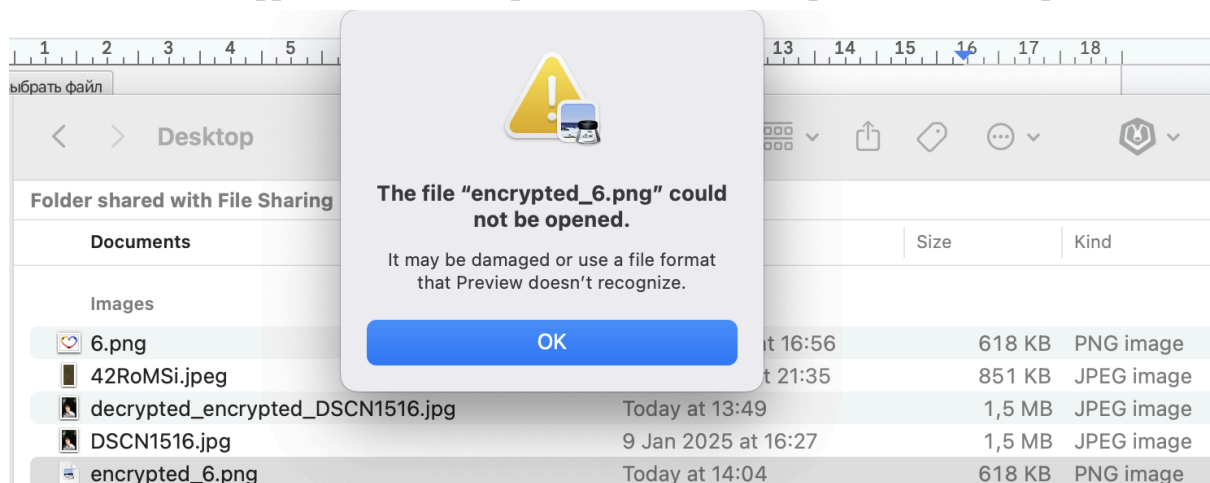 1 2 3 4 5 13 14 15 16 17 18
ыбрать файл
Desktop
The file “encrypted_6.png” could
not be opened.
It may be damaged or use a file format
that Preview doesn’t recognize.
OK
Folder shared with File Sharing
Documents Size Kind
Images
6.png at 16:56 618 KB PNG image
42RoMSi.jpeg t 21:35 851 KB JPEG image
decrypted_encrypted_DSCN1516.jpg Today at 13:49 1,5 MB JPEG image
DSCN1516.jpg 9 Jan 2025 at 16:27 1,5 MB JPEG image
encrypted_6.png Today at 14:04 618 KB PNG image